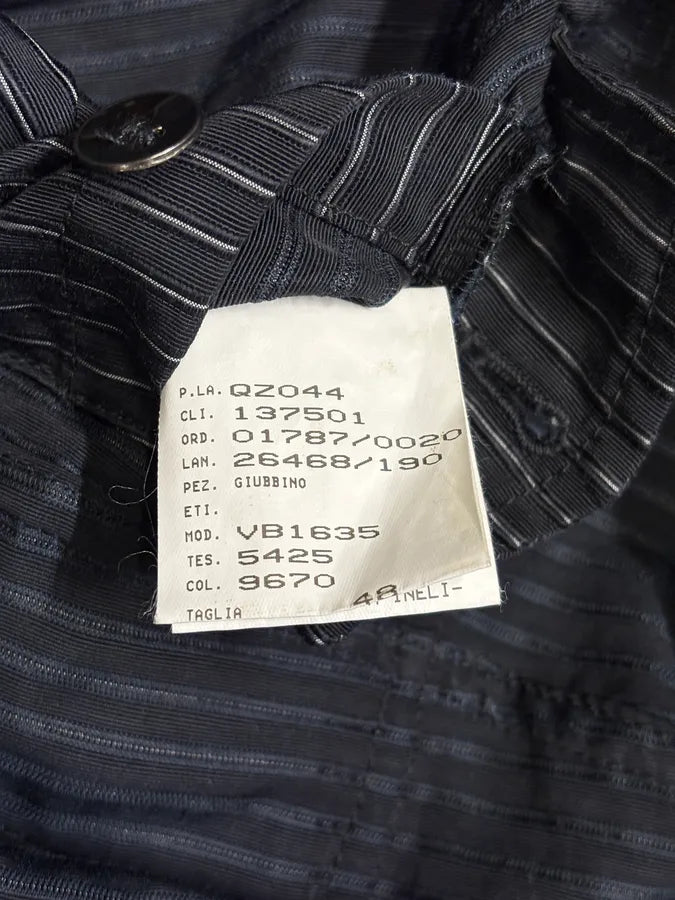 P.LA. QZ044
CLI. 137501
ORD. 01787/0020
LAN. 26468/190
PEZ. GIUBBINO
ETI.
MOD. VB1635
TES. 5425
COL. 9670
TAGLIA 48
INELI-